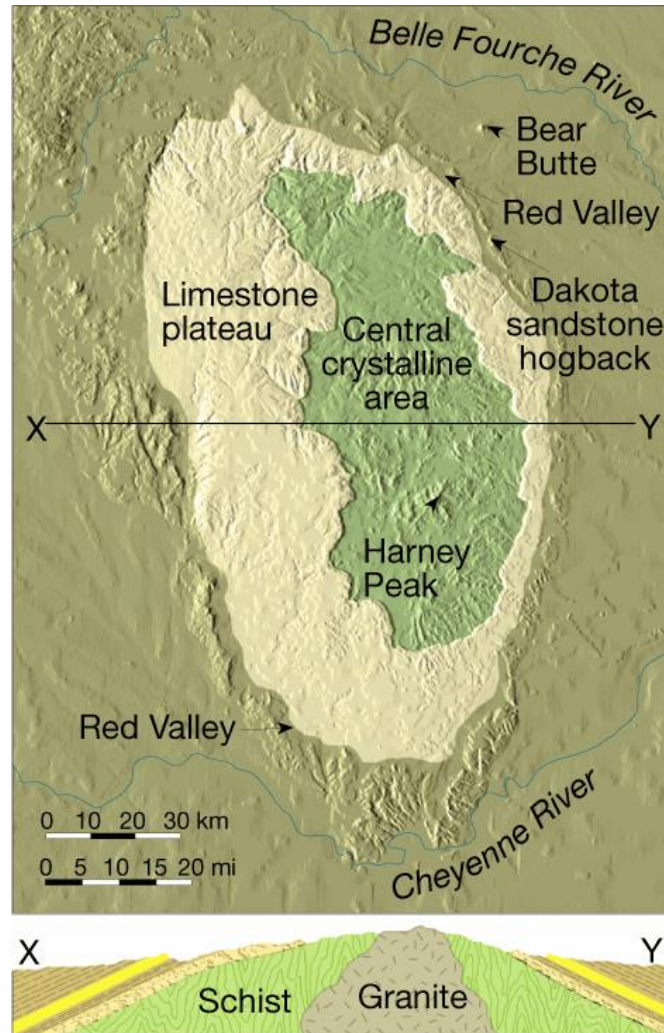 Belle Fourche River
Bear
Butte
Red Valley
Dakota
sandstone
hogback
Limestone
plateau
Central
crystalline
area
X
Y
Harney
Peak
Red Valley
0 10 20 30 km
0 5 10 15 20 mi
Cheyenne River
X
Y
Schist
Granite